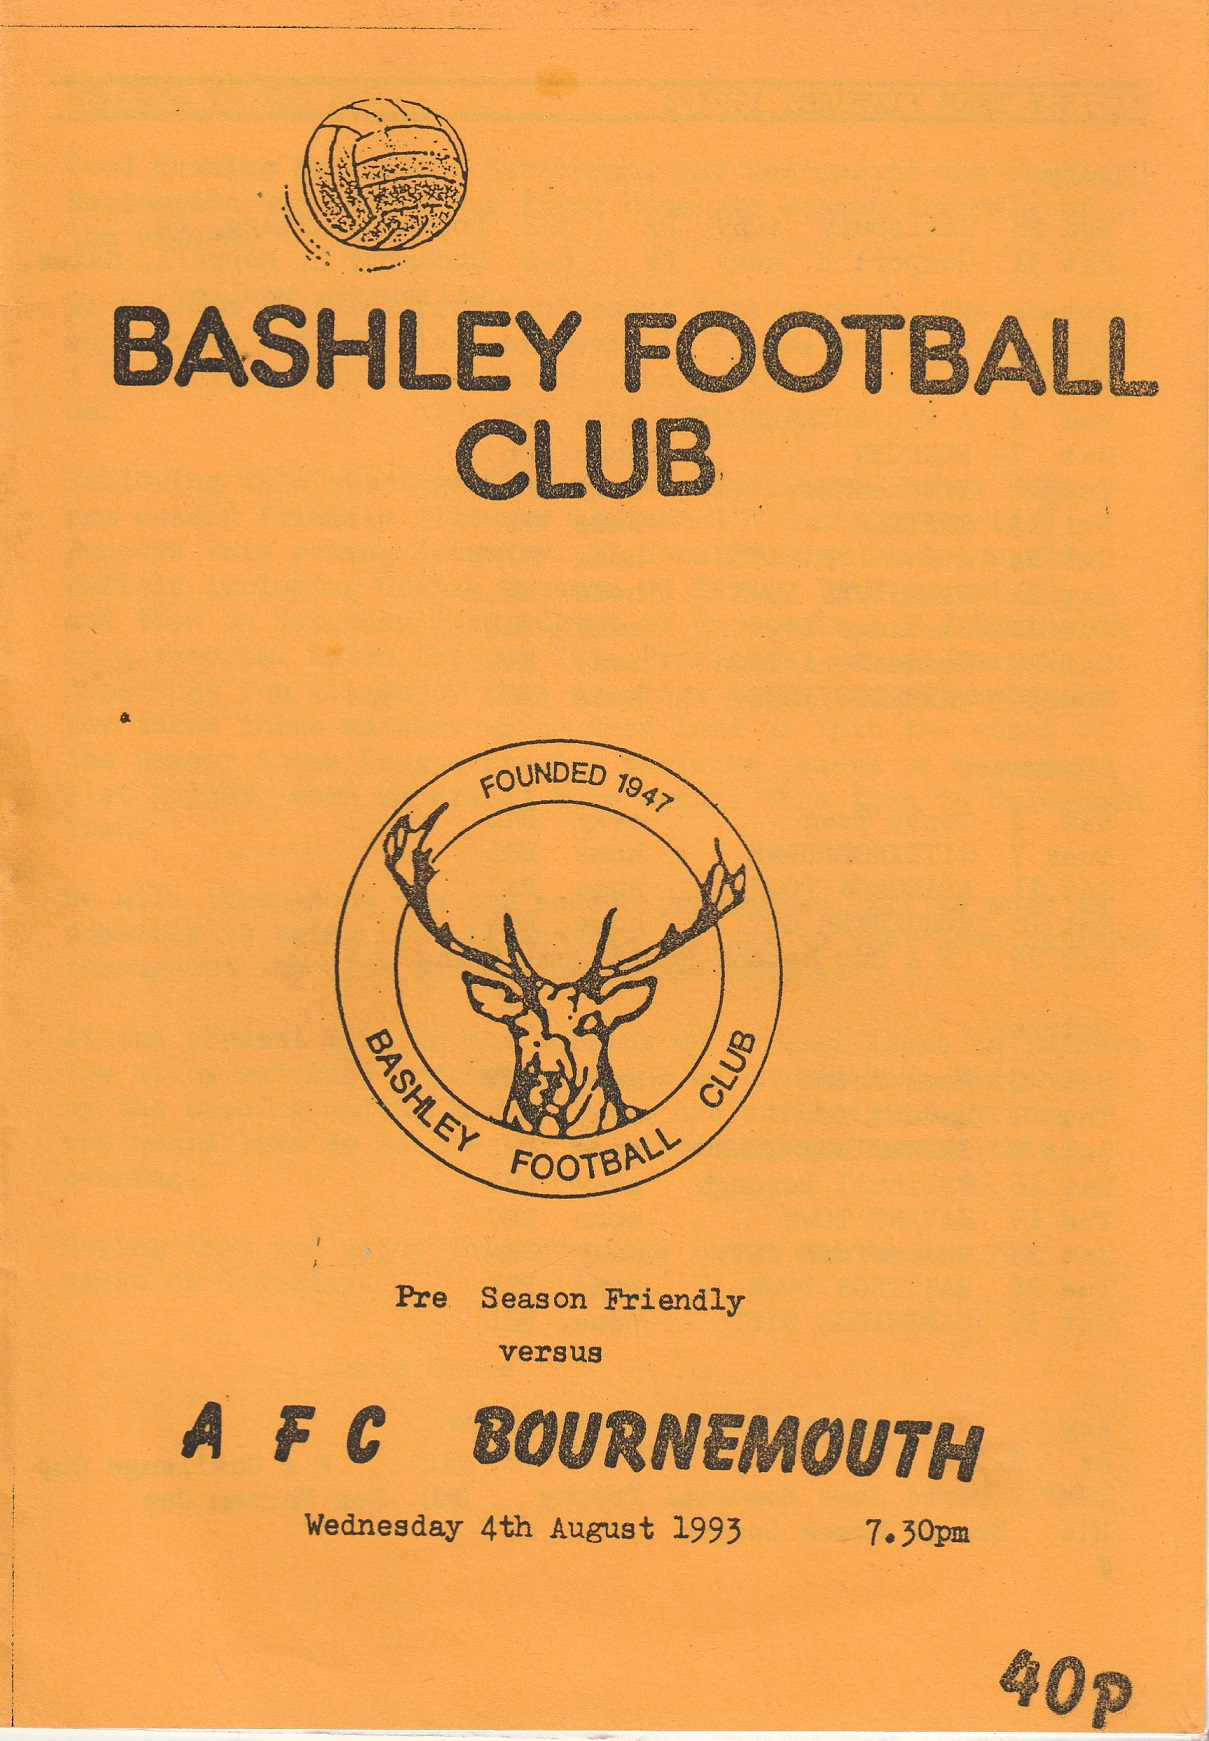 BASHLEY FOOTBALL
CLUB
FOUNDED 1947
BASHLEY FOOTBALL CLUB
Pre Season Friendly
versus
A F C BOURNEMOUTH
Wednesday 4th August 1993 7.30pm
40p